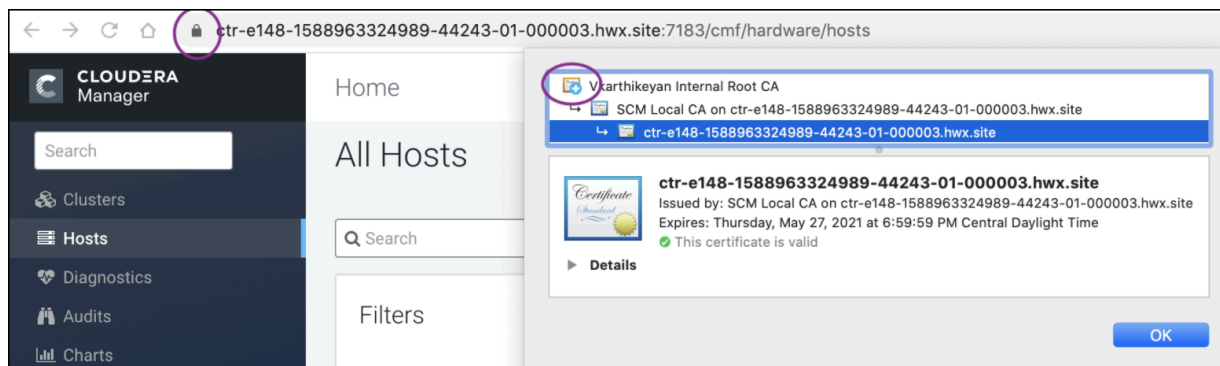 ctr-e148-1588963324989-44243-01-000003.hwx.site:7183/cmf/hardware/hosts
CLOUDERA
Manager
Search
Clusters
Hosts
Diagnostics
Audits
Charts
Home
All Hosts
Search
Filters
Vkarthikeyan Internal Root CA
SCM Local CA on ctr-e148-1588963324989-44243-01-000003.hwx.site
ctr-e148-1588963324989-44243-01-000003.hwx.site
Certificate
Standard
ctr-e148-1588963324989-44243-01-000003.hwx.site
Issued by: SCM Local CA on ctr-e148-1588963324989-44243-01-000003.hwx.site
Expires: Thursday, May 27, 2021 at 6:59:59 PM Central Daylight Time
This certificate is valid
Details
OK